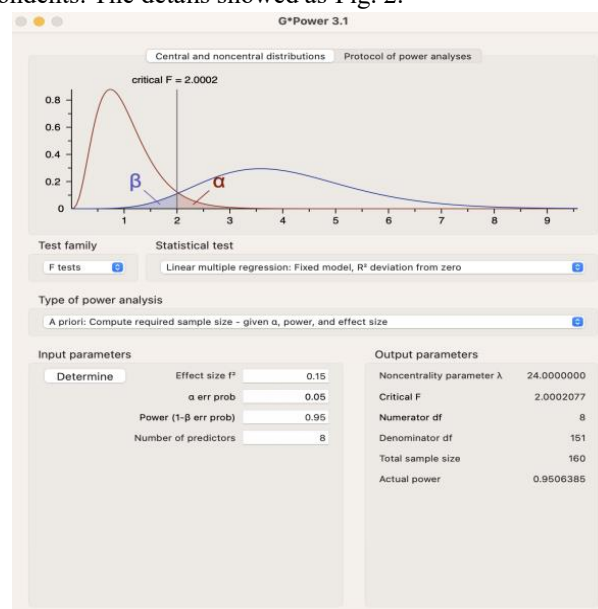 ondents. The details showed as Fig. 2.
G*Power 3.1
Central and noncentral distributions Protocol of power analyses
critical F = 2.0002
0.8
0.6
0.4
0.2
0
β
α
1 2 3 4 5 6 7 8 9
Test family Statistical test
F tests Linear multiple regression: Fixed model, R² deviation from zero
Type of power analysis
A priori: Compute required sample size – given α, power, and effect size
Input parameters Output parameters
Determine Effect size f² 0.15 Noncentrality parameter λ 24.0000000
α err prob 0.05 Critical F 2.0002077
Power (1-β err prob) 0.95 Numerator df 8
Number of predictors 8 Denominator df 151
Total sample size 160
Actual power 0.9506385